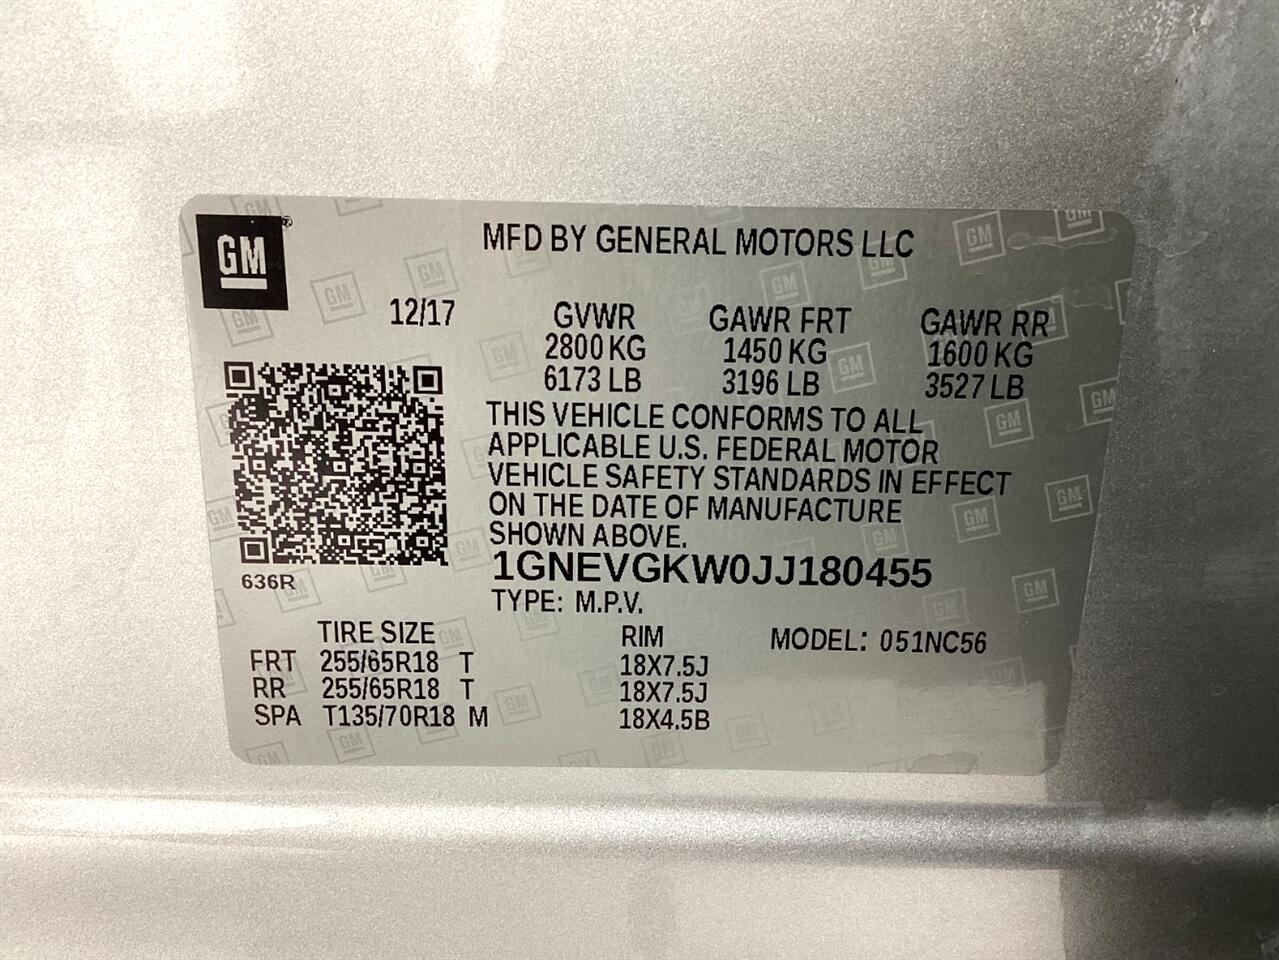 GM ®
MFD BY GENERAL MOTORS LLC
12/17
GVWR GAWR FRT GAWR RR
2800 KG 1450 KG 1600 KG
6173 LB 3196 LB 3527 LB
THIS VEHICLE CONFORMS TO ALL
APPLICABLE U.S. FEDERAL MOTOR
VEHICLE SAFETY STANDARDS IN EFFECT
ON THE DATE OF MANUFACTURE
SHOWN ABOVE.
1GNEVGKW0JJ180455
636R
TYPE: M.P.V.
TIRE SIZE RIM MODEL: 051NC56
FRT 255/65R18 T 18X7.5J
RR 255/65R18 T 18X7.5J
SPA T135/70R18 M 18X4.5B